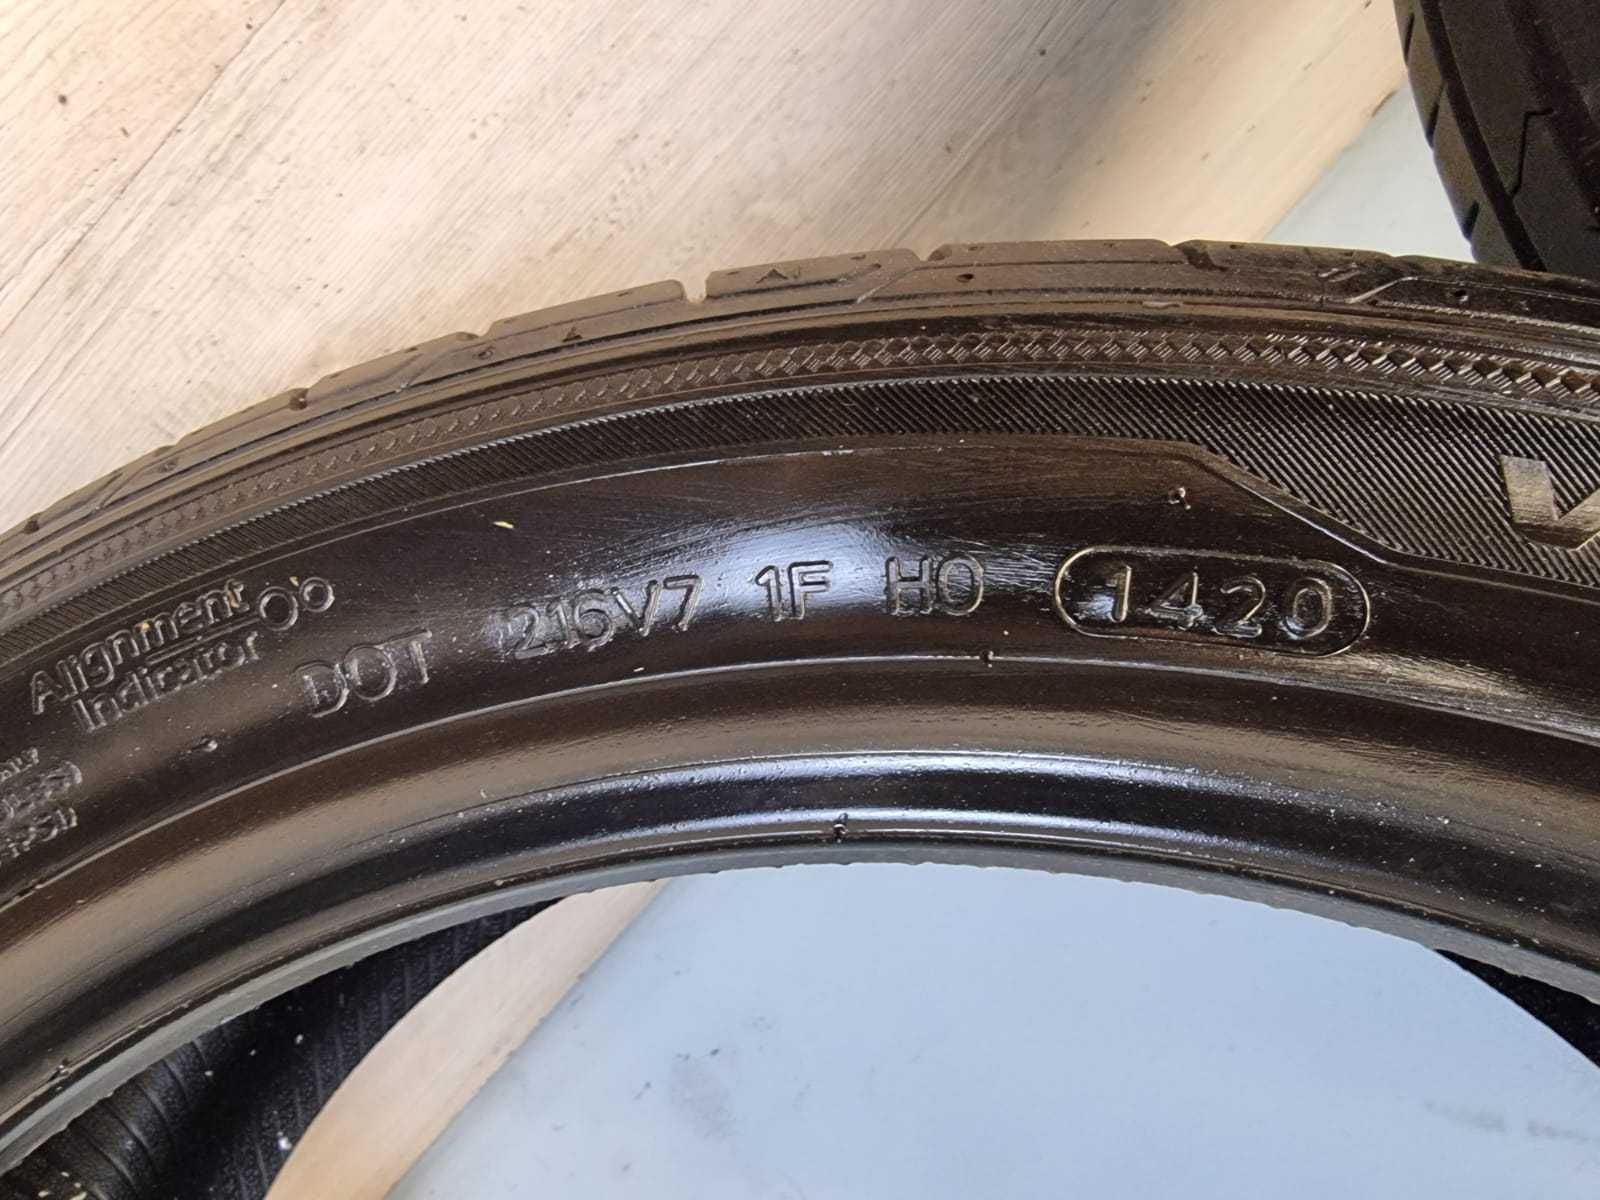 Alignment
Indicator
DOT 216V7 1F H0 1420